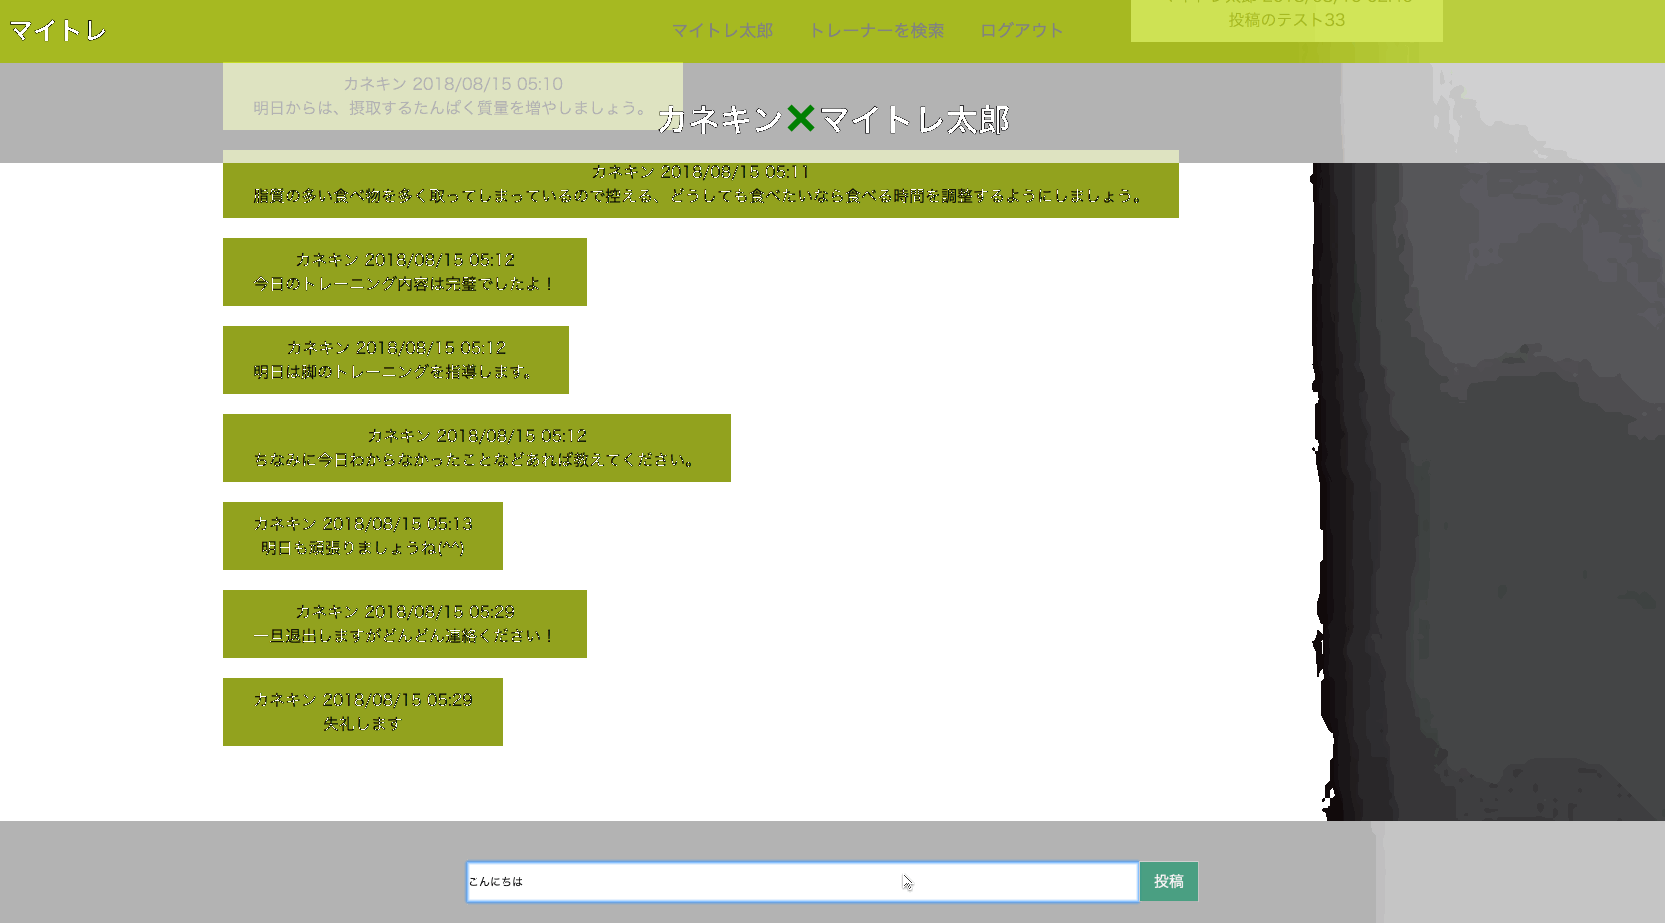 マイトレ
マイトレ太郎
トレーナーを検索
ログアウト
投稿のテスト33
カネキン 2018/08/15 05:10
明日からは、摂取するたんぱく質量を増やしましょう。
カネキン×マイトレ太郎
カネキン 2018/08/15 05:11
脂質の多い食べ物を多く取ってしまっているので控える、どうしても食べたいなら食べる時間を調整するようにしましょう。
カネキン 2018/08/15 05:12
今日のトレーニング内容は完璧でしたよ！
カネキン 2018/08/15 05:12
明日は脚のトレーニングを指導します。
カネキン 2018/08/15 05:12
ちなみに今日わからなかったことなどあれば教えてください。
カネキン 2018/08/15 05:13
明日も頑張りましょうね(^^)
カネキン 2018/08/15 05:29
一旦退出しますがどんどん連絡ください！
カネキン 2018/08/15 05:29
失礼します
こんにちは
投稿